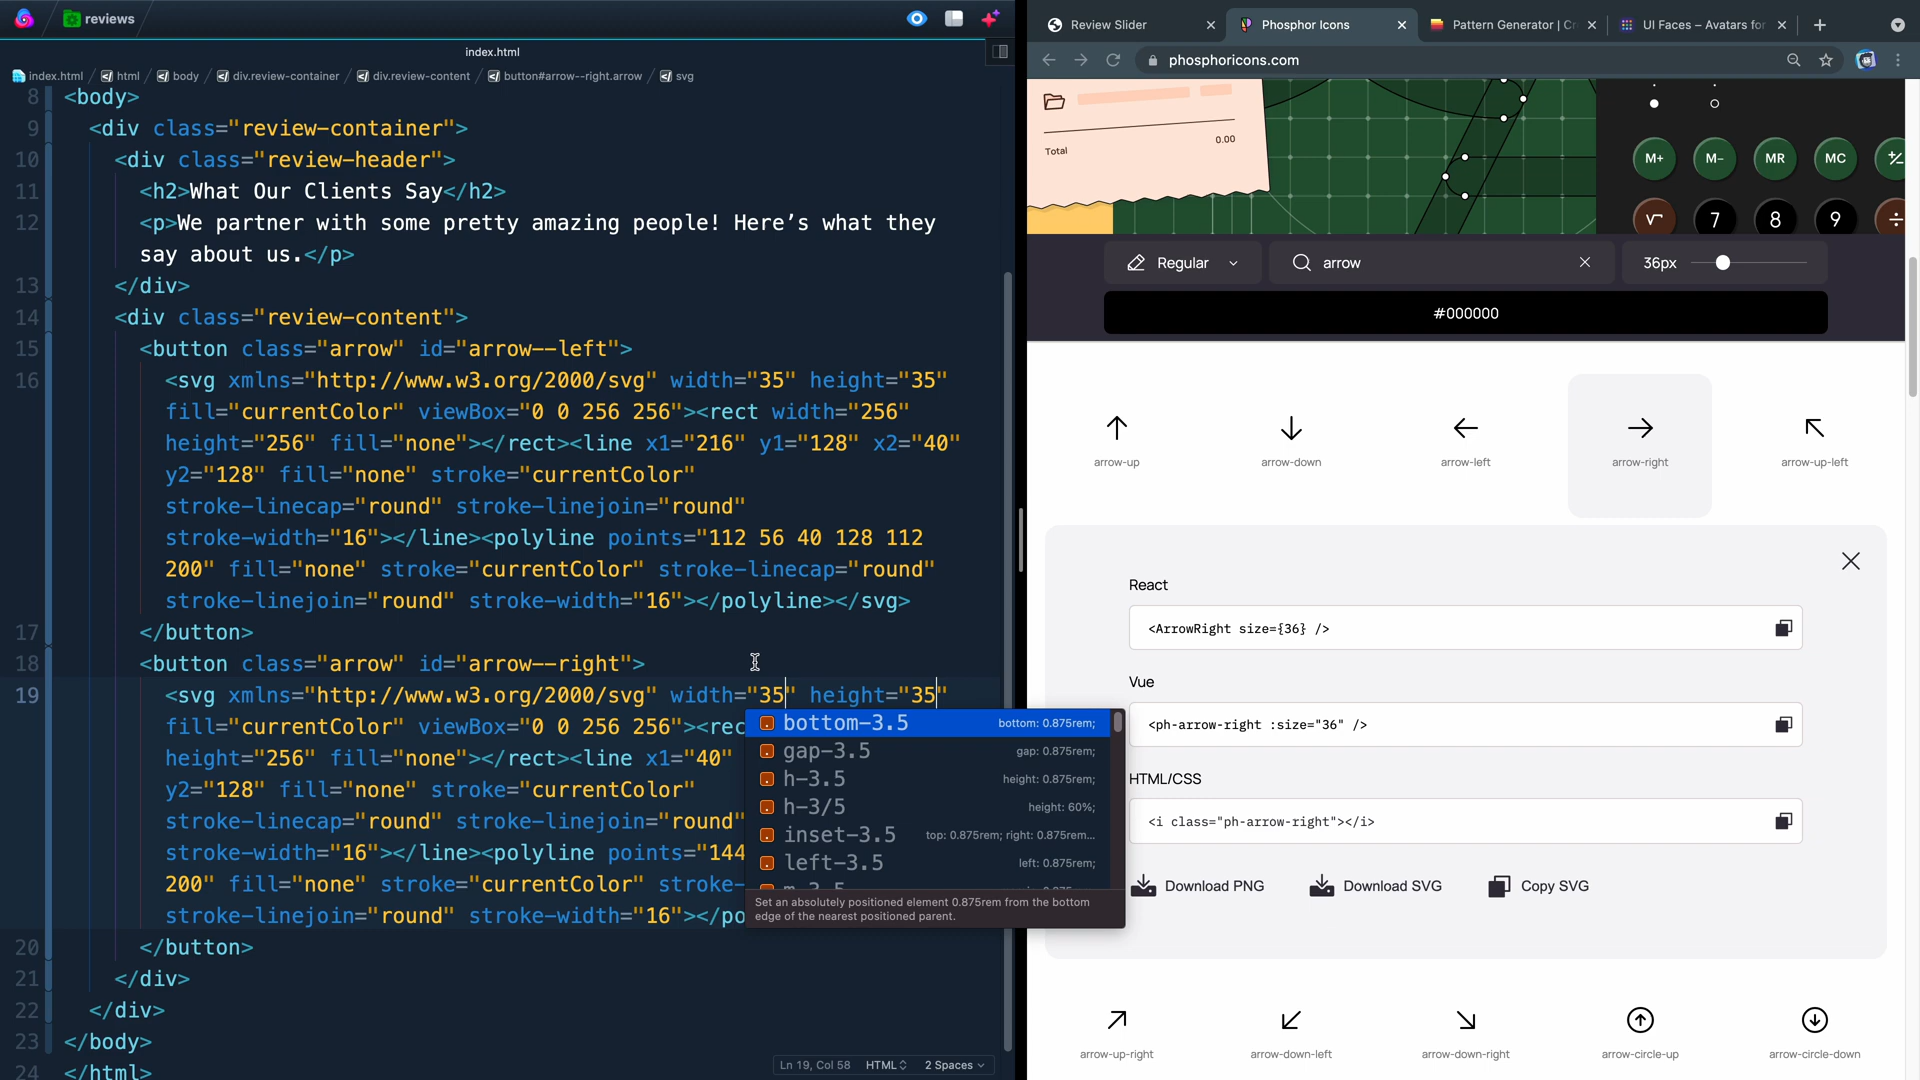 reviews
index.html
index.html
html
body
div.review-container
div.review-content
button#arrow--right.arrow
svg
8 <body>
9 <div class="review-container">
10 <div class="review-header">
11 <h2>What Our Clients Say</h2>
12 <p>We partner with some pretty amazing people! Here’s what they
say about us.</p>
13 </div>
14 <div class="review-content">
15 <button class="arrow" id="arrow--left">
16 <svg xmlns="http://www.w3.org/2000/svg" width="35" height="35"
fill="currentColor" viewBox="0 0 256 256"><rect width="256"
height="256" fill="none"></rect><line x1="216" y1="128" x2="40"
y2="128" fill="none" stroke="currentColor"
stroke-linecap="round" stroke-linejoin="round"
stroke-width="16"></line><polyline points="112 56 40 128 112
200" fill="none" stroke="currentColor" stroke-linecap="round"
stroke-linejoin="round" stroke-width="16"></polyline></svg>
17 </button>
18 <button class="arrow" id="arrow--right">
19 <svg xmlns="http://www.w3.org/2000/svg" width="35" height="35"
fill="currentColor" viewBox="0 0 256 256"><rec
height="256" fill="none"></rect><line x1="40"
y2="128" fill="none" stroke="currentColor"
stroke-linecap="round" stroke-linejoin="round"
stroke-width="16"></line><polyline points="144
200" fill="none" stroke="currentColor" stroke-
stroke-linejoin="round" stroke-width="16"></po
20 </button>
21 </div>
22 </div>
23 </body>
24 </html>
bottom-3.5 bottom: 0.875rem;
gap-3.5 gap: 0.875rem;
h-3.5 height: 0.875rem;
h-3/5 height: 60%;
inset-3.5 top: 0.875rem; right: 0.875rem...
left-3.5 left: 0.875rem;
Set an absolutely positioned element 0.875rem from the bottom
edge of the nearest positioned parent.
Ln 19, Col 58 HTML 2 Spaces
Review Slider
Phosphor Icons
Pattern Generator | Cr
UI Faces – Avatars for
phosphoricons.com
Total 0.00
M+ M− MR MC +⁄−
√ 7 8 9 ÷
Regular
arrow
36px
#000000
arrow-up
arrow-down
arrow-left
arrow-right
arrow-up-left
React
<ArrowRight size={36} />
Vue
<ph-arrow-right :size="36" />
HTML/CSS
<i class="ph-arrow-right"></i>
Download PNG
Download SVG
Copy SVG
arrow-up-right
arrow-down-left
arrow-down-right
arrow-circle-up
arrow-circle-down